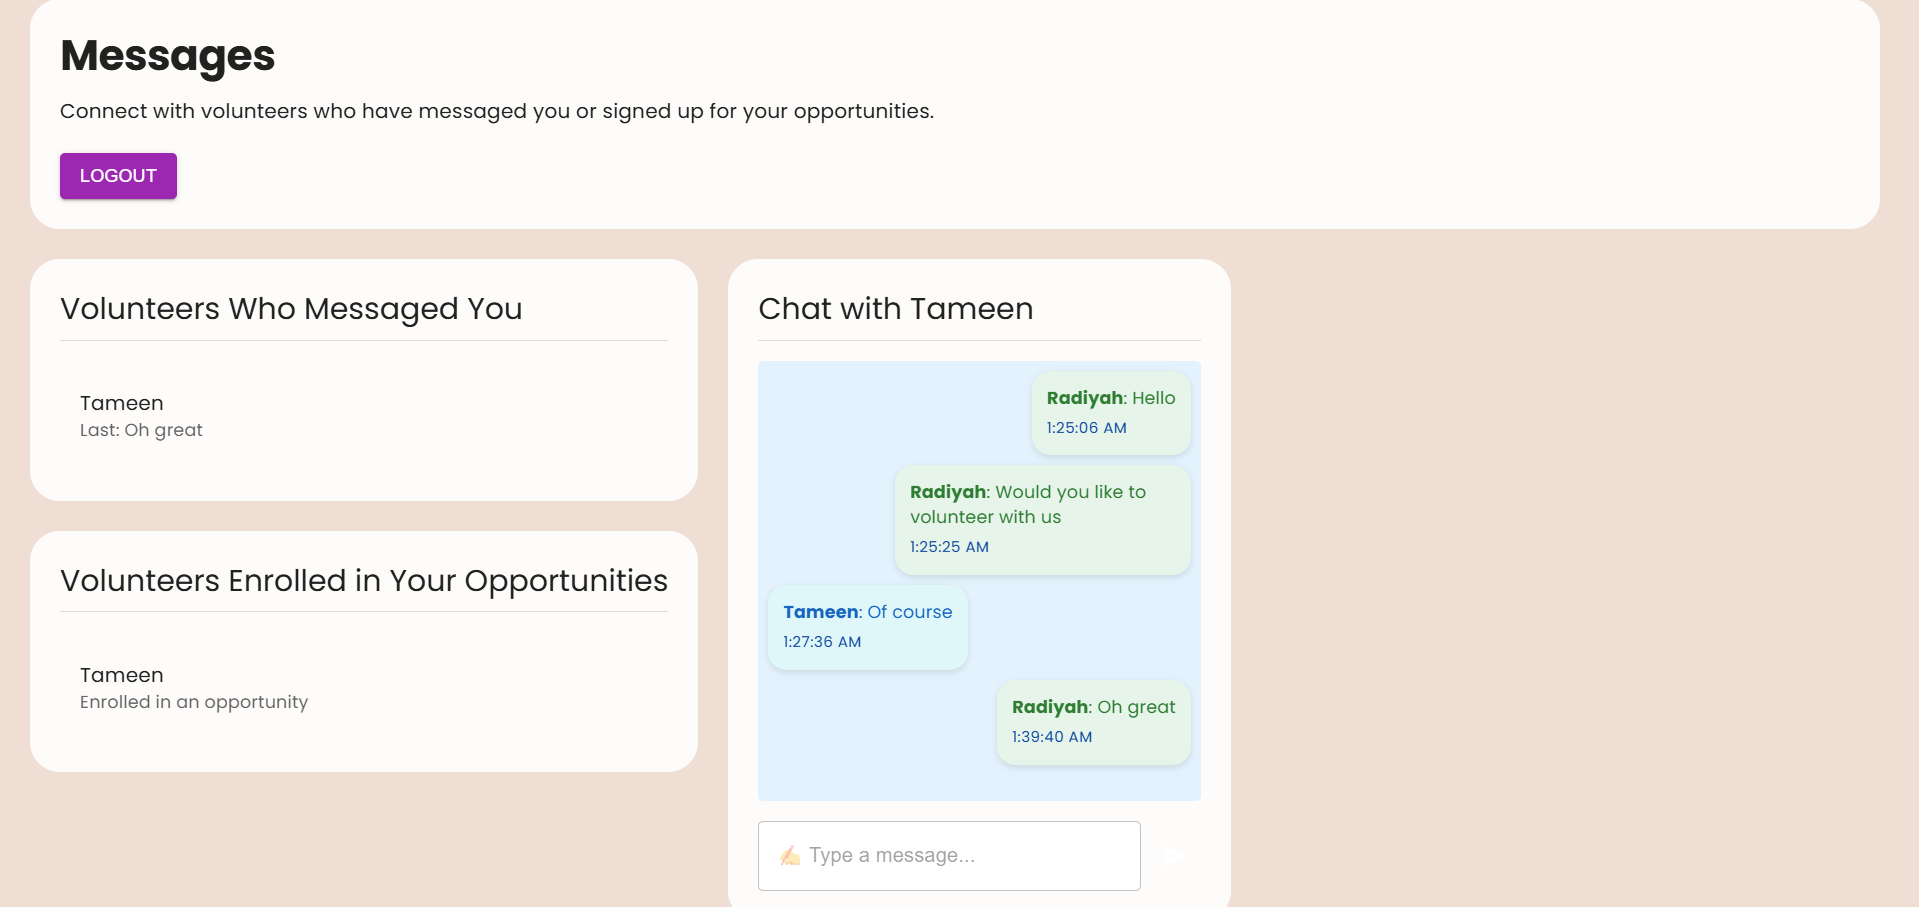 Messages
Connect with volunteers who have messaged you or signed up for your opportunities.
LOGOUT
Volunteers Who Messaged You
Tameen
Last: Oh great
Volunteers Enrolled in Your Opportunities
Tameen
Enrolled in an opportunity
Chat with Tameen
Radiyah: Hello
1:25:06 AM
Radiyah: Would you like to
volunteer with us
1:25:25 AM
Tameen: Of course
1:27:36 AM
Radiyah: Oh great
1:39:40 AM
✍️ Type a message...